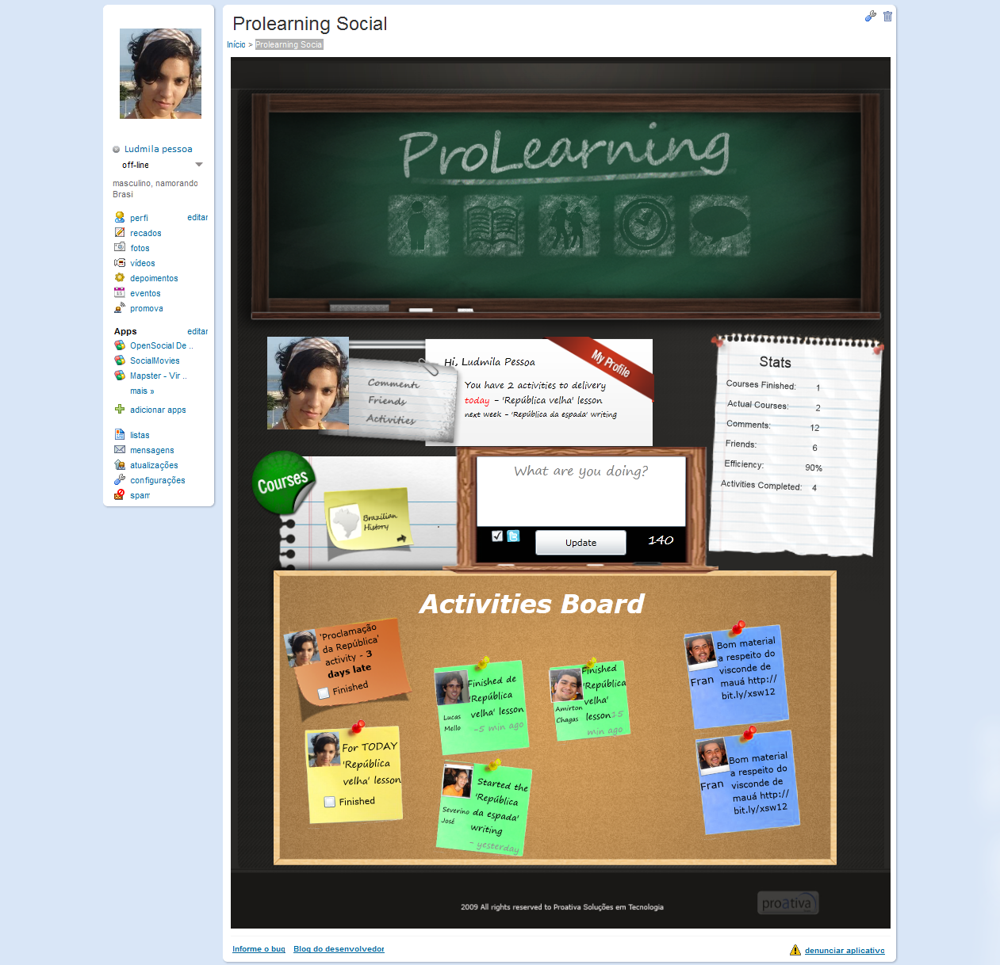 Prolearning Social
Início > Prolearning Socia
Ludmila pessoa
off-line
masculino, namorando
Brasi
perfi editar
recados
fotos
vídeos
depoimentos
eventos
promova
Apps editar
OpenSocial De ..
SocialMovies
Mapster - Vir ..
mais »
adicionar apps
listas
mensagens
atualizações
configurações
spam
ProLearning
Comment
Friends
Activities
Hi, Ludmila Pessoa
You have 2 activities to delivery
today - 'República velha' lesson
next week - 'República da espada' writing
My Profile
Stats
Courses Finished: 1
Actual Courses: 2
Comments: 12
Friends: 6
Efficiency: 90%
Activities Completed: 4
Courses
Brazilian
History
What are you doing?
Update
140
Activities Board
'Proclamação
da República'
activity - 3
days late
Finished
For TODAY
'República
velha' lesson
Finished
Finished de
'República
velha' lesson
-5 min ago
Lucas
Mello
Finished
'República
velha'
lesson 15
min ago
Amirton
Chagas
Started the
'República
da espada'
writing
- yesterday
Severino
José
Bom material
a respeito do
visconde de
mauá http://
bit.ly/xsw12
Fran
Bom material
a respeito do
visconde de
mauá http://
bit.ly/xsw12
Fran
2009 All rights reserved to Proativa Soluções em Tecnologia
proativa
Informe o bug Blog do desenvolvedor
denunciar aplicativo